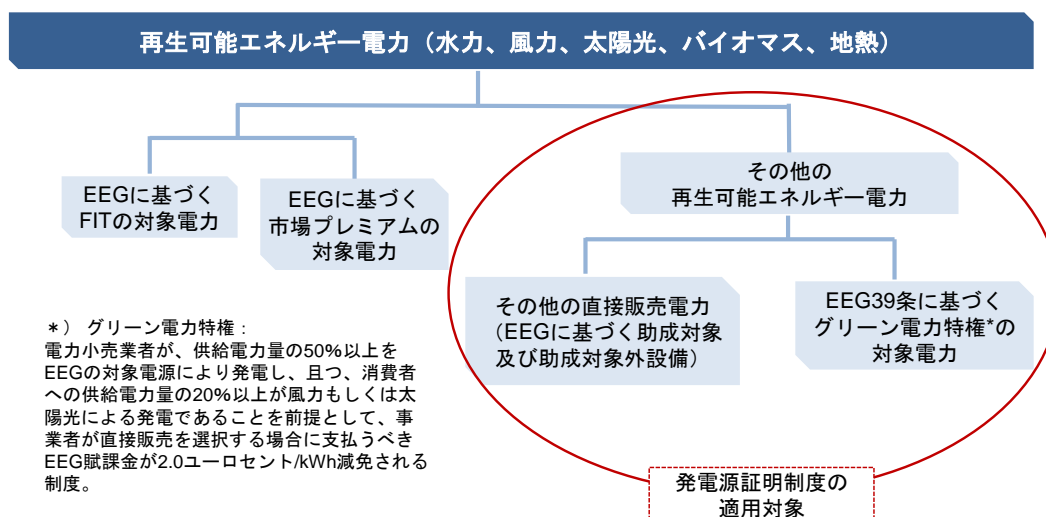 再生可能エネルギー電力（水力、風力、太陽光、バイオマス、地熱）
EEGに基づく
FITの対象電力
EEGに基づく
市場プレミアムの
対象電力
その他の
再生可能エネルギー電力
その他の直接販売電力
（EEGに基づく助成対象
及び助成対象外設備）
EEG39条に基づく
グリーン電力特権*の
対象電力
＊） グリーン電力特権：
電力小売業者が、供給電力量の50%以上を
EEGの対象電源により発電し、且つ、消費者
への供給電力量の20%以上が風力もしくは太
陽光による発電であることを前提として、事
業者が直接販売を選択する場合に支払うべき
EEG賦課金が2.0ユーロセント/kWh減免される
制度。
発電源証明制度の
適用対象